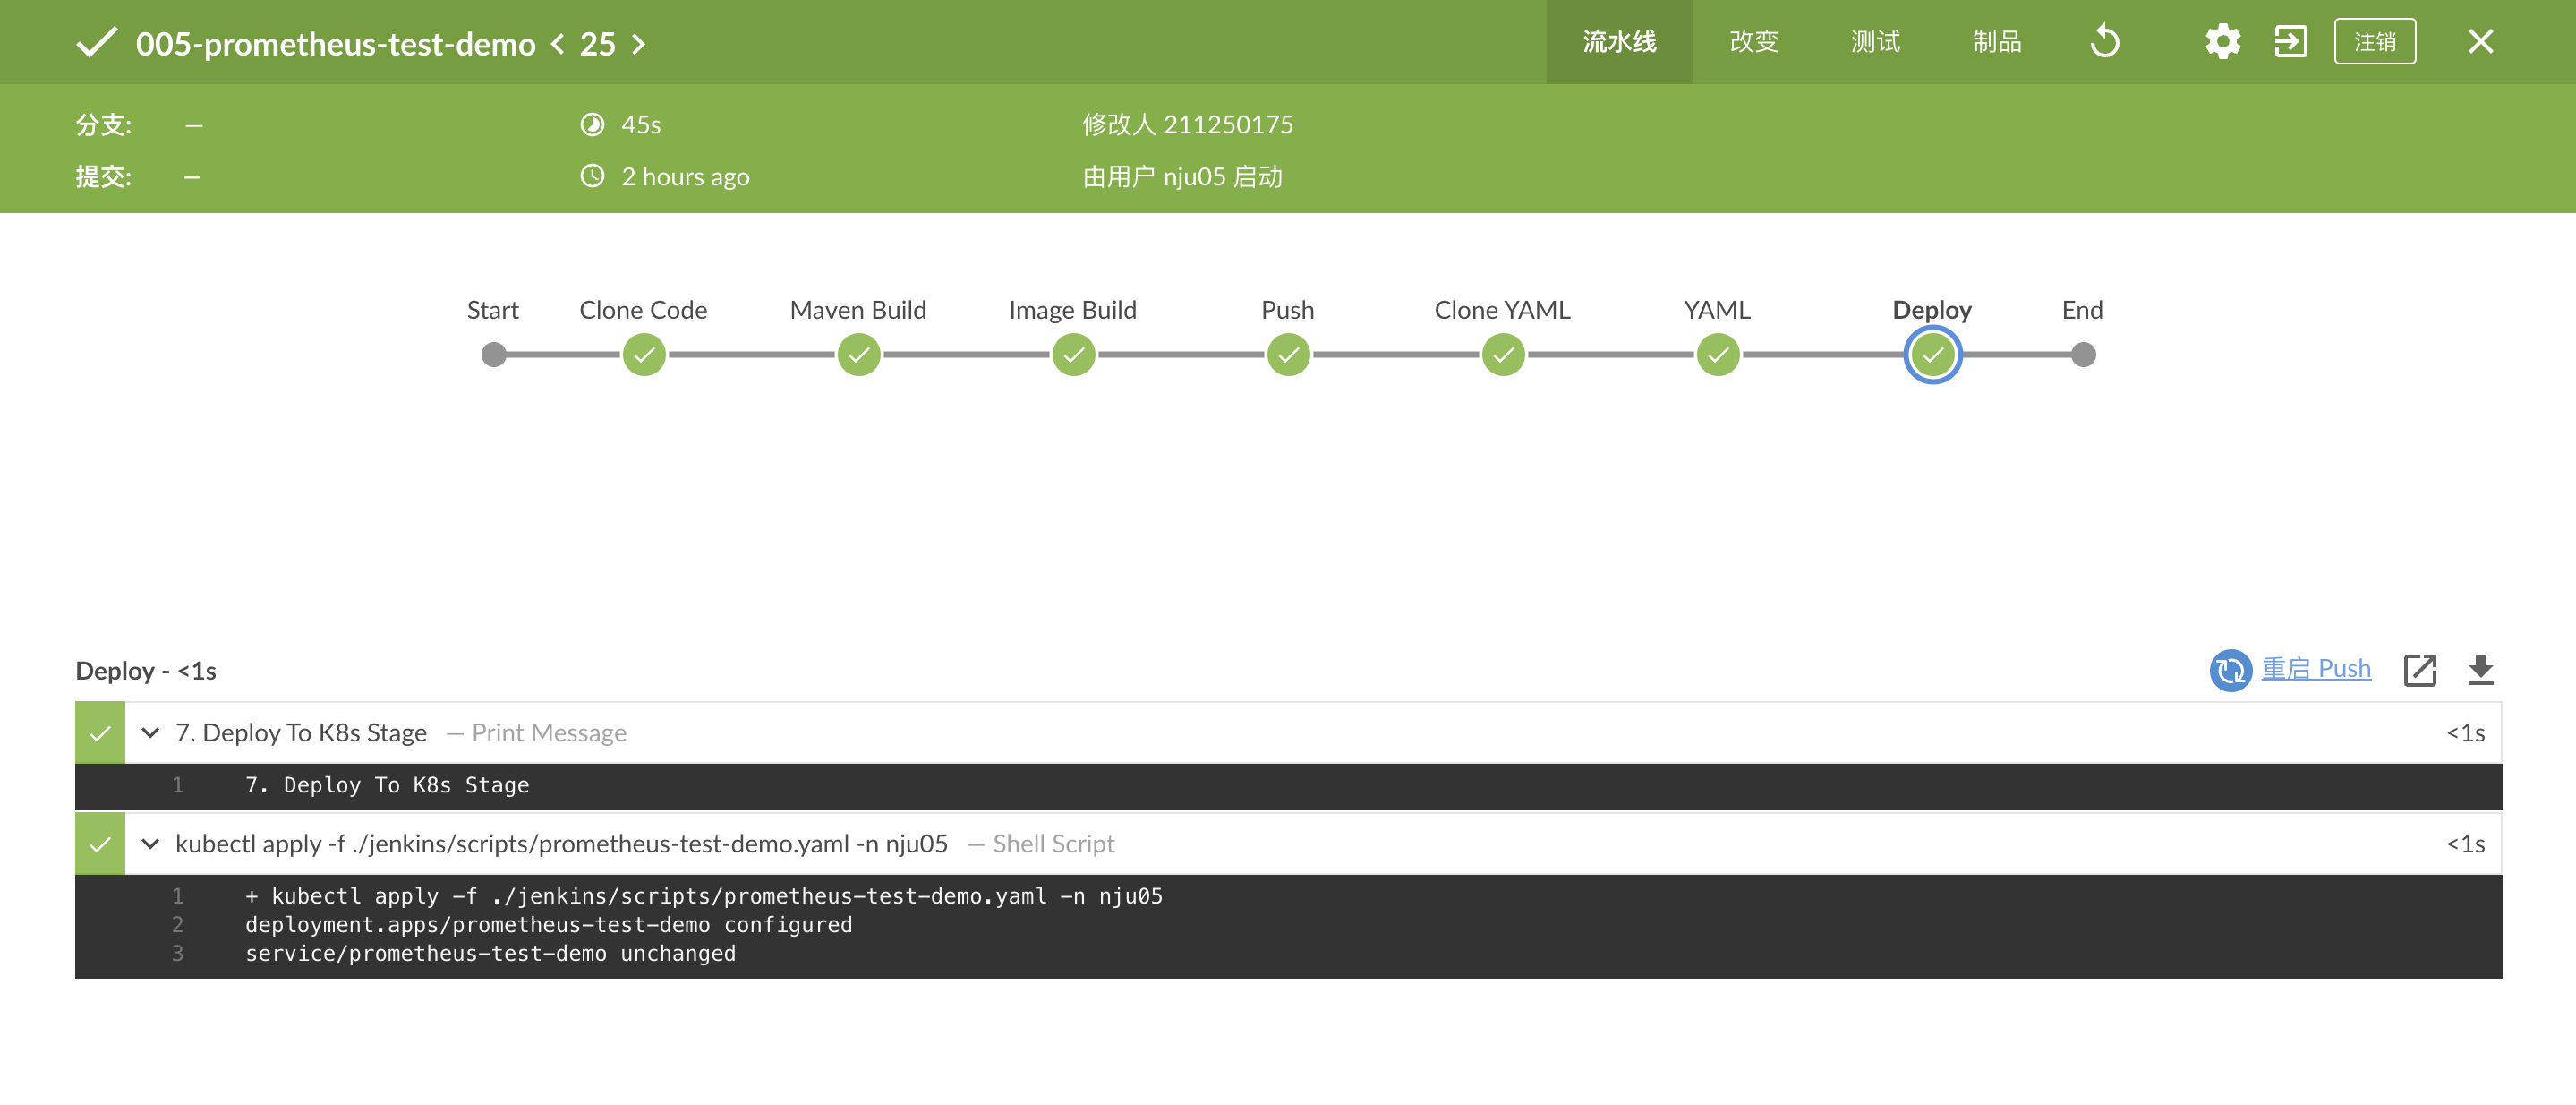 005-prometheus-test-demo < 25 >
流水线 改变 测试 制品 注销
分支: — 45s 修改人 211250175
提交: — 2 hours ago 由用户 nju05 启动
Start Clone Code Maven Build Image Build Push Clone YAML YAML Deploy End
Deploy - <1s 重启 Push
7. Deploy To K8s Stage — Print Message <1s
1 7. Deploy To K8s Stage
kubectl apply -f ./jenkins/scripts/prometheus-test-demo.yaml -n nju05 — Shell Script <1s
1 + kubectl apply -f ./jenkins/scripts/prometheus-test-demo.yaml -n nju05
2 deployment.apps/prometheus-test-demo configured
3 service/prometheus-test-demo unchanged